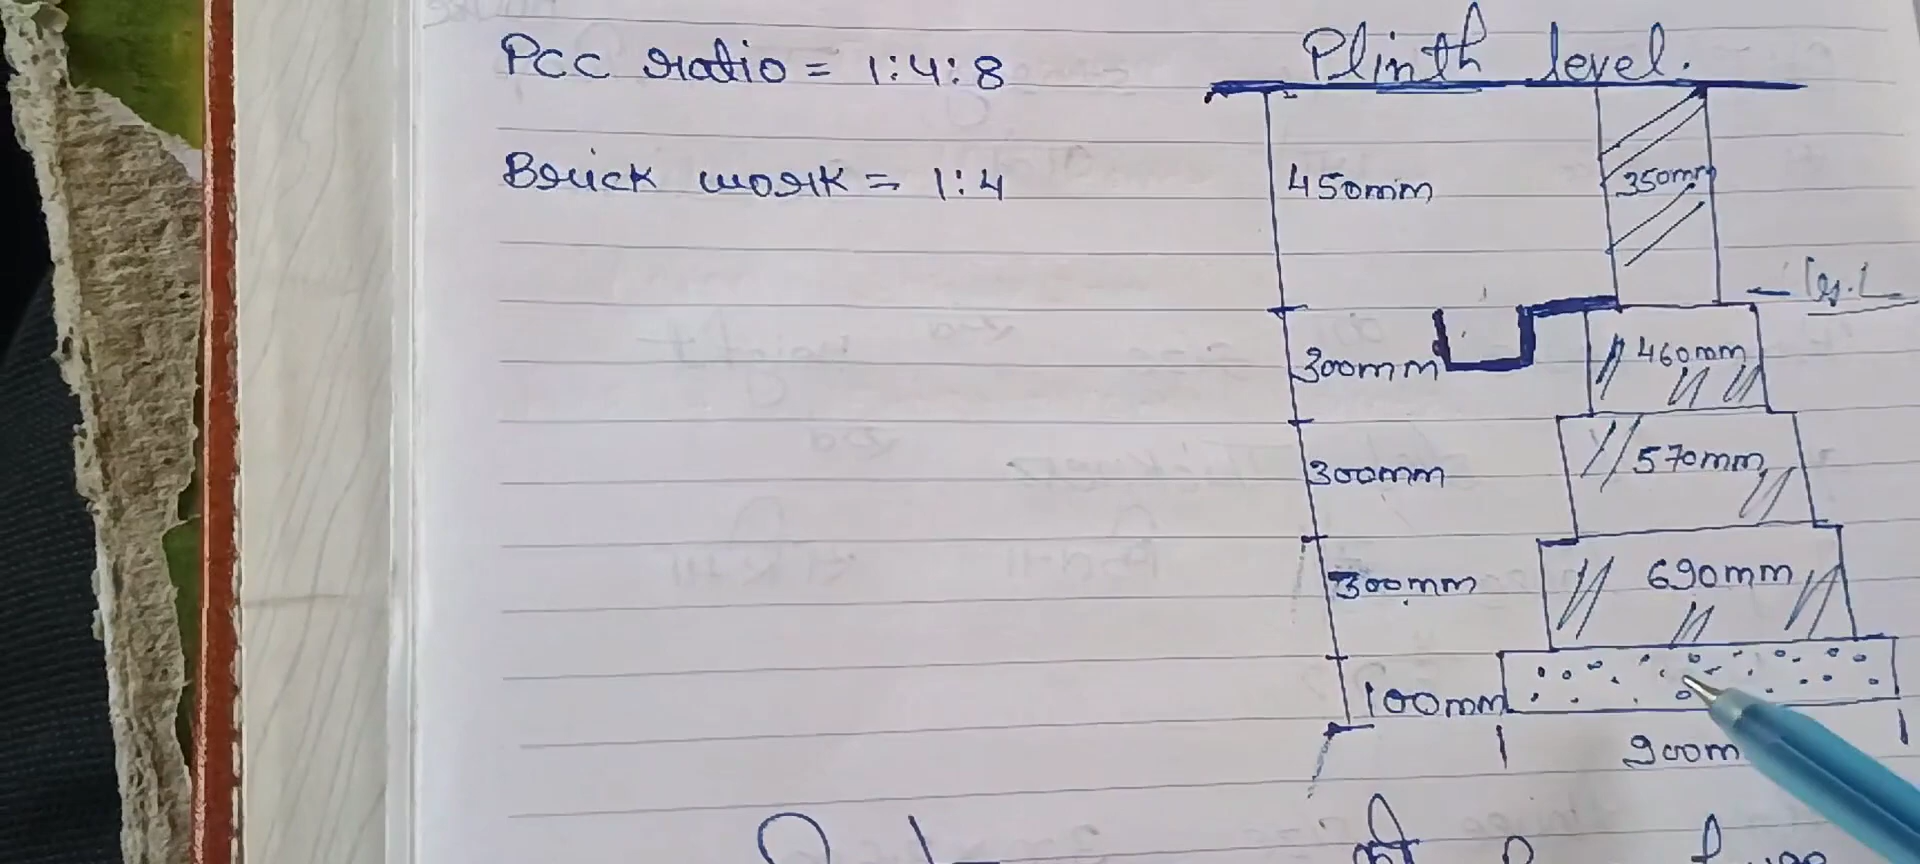 Pcc ratio = 1:4:8
Plinth level.
Brick work = 1:4
450mm
350mm
G.L
300mm
460mm
300mm
570mm
300mm
690mm
100mm
900m